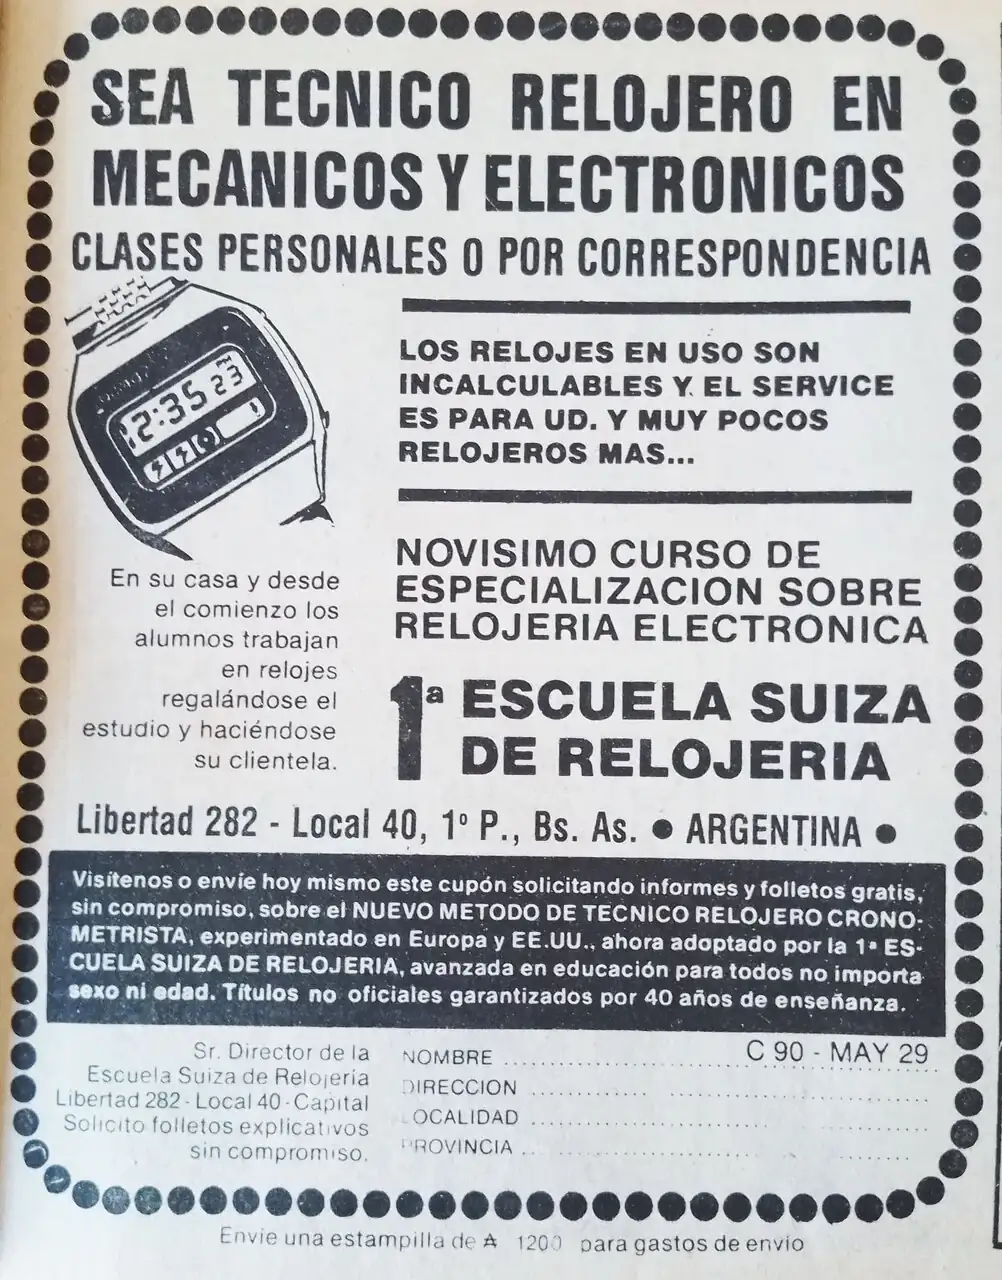 SEA TECNICO RELOJERO EN
MECANICOS Y ELECTRONICOS
CLASES PERSONALES O POR CORRESPONDENCIA
2:35 23
LOS RELOJES EN USO SON
INCALCULABLES Y EL SERVICE
ES PARA UD. Y MUY POCOS
RELOJEROS MAS...
En su casa y desde
el comienzo los
alumnos trabajan
en relojes
regalándose el
estudio y haciéndose
su clientela.
NOVISIMO CURSO DE
ESPECIALIZACION SOBRE
RELOJERIA ELECTRONICA
1ª ESCUELA SUIZA
DE RELOJERIA
Libertad 282 - Local 40, 1º P., Bs. As. ● ARGENTINA ●
Visítenos o envíe hoy mismo este cupón solicitando informes y folletos gratis,
sin compromiso, sobre el NUEVO METODO DE TECNICO RELOJERO CRONO-
METRISTA, experimentado en Europa y EE.UU., ahora adoptado por la 1ª ES-
CUELA SUIZA DE RELOJERIA, avanzada en educación para todos no importa
sexo ni edad. Títulos no oficiales garantizados por 40 años de enseñanza.
Sr. Director de la
Escuela Suiza de Relojería
Libertad 282 - Local 40 - Capital
Solicito folletos explicativos
sin compromiso.
C 90 - MAY 29
NOMBRE
DIRECCION
LOCALIDAD
PROVINCIA
Envíe una estampilla de ₳ 1200 para gastos de envío